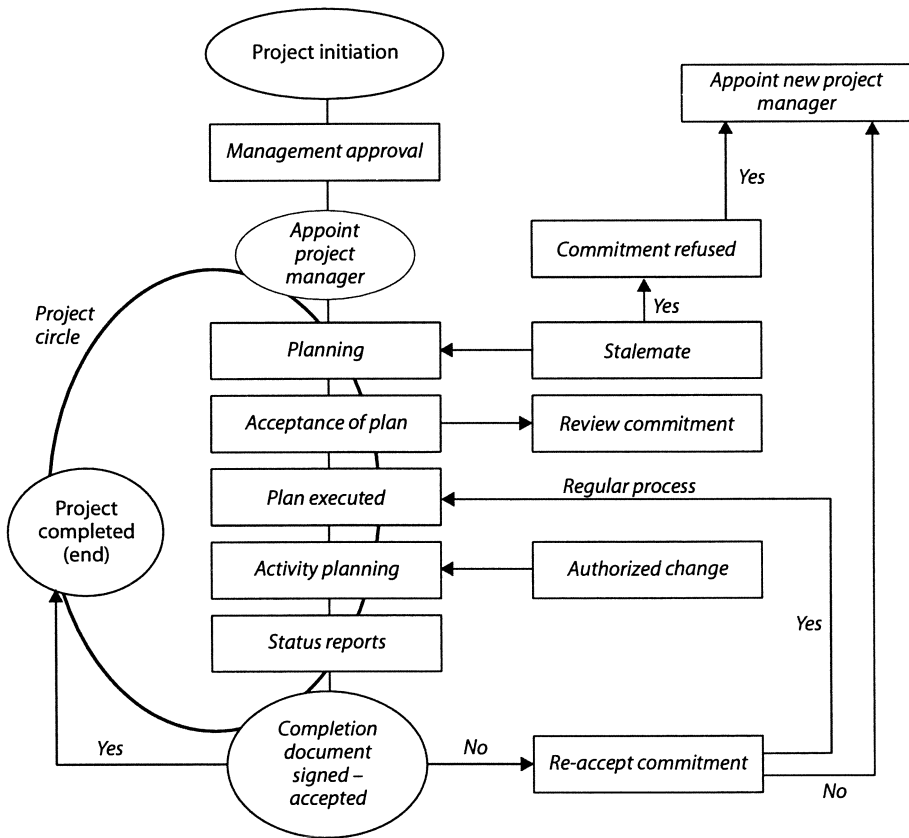 Project initiation
Appoint new project
manager
Management approval
Yes
Appoint
project
manager
Commitment refused
Project
circle
Yes
Planning
Stalemate
Acceptance of plan
Review commitment
Regular process
Plan executed
Project
completed
(end)
Activity planning
Authorized change
Yes
Status reports
Completion
document
signed –
accepted
Yes
No
Re-accept commitment
No